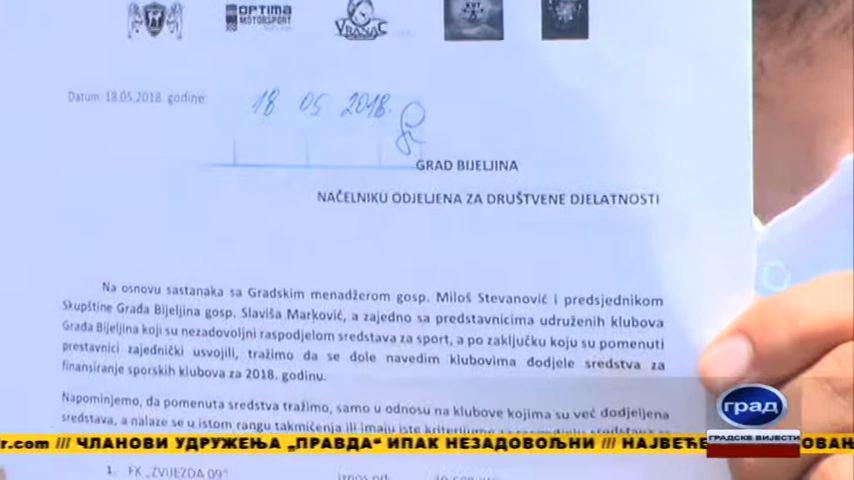 OPTIMA
MOTORSPORT
VRANAC
Datum: 18.05.2018. godine
18 05 2018.
GRAD BIJELJINA
NAČELNIKU ODJELJENA ZA DRUŠTVENE DJELATNOSTI
Na osnovu sastanaka sa Gradskim menadžerom gosp. Miloš Stevanović i predsjednikom
Skupštine Grada Bijeljina gosp. Slaviša Marković, a zajedno sa predstavnicima udruženih klubova
Grada Bijeljina koji su nezadovoljni raspodjelom sredstava za sport, a po zaključku koju su pomenuti
prestavnici zajednički usvojili, tražimo da se dole navedim klubovima dodjele sredstva za
finansiranje sporskih klubova za 2018. godinu.
Napominjemo, da pomenuta sredstva tražimo, samo u odnosu na klubove kojima su već dodjeljena
sredstava, a nalaze se u istom rangu takmičenja ili imaju iste kriterijume
r.com /// ЧЛАНОВИ УДРУЖЕЊА „ПРАВДА“ ИПАК НЕЗАДОВОЉНИ /// НАЈВЕЋЕ
град
ГРАДСКЕ ВИЈЕСТИ
1. FK „ZVIJEZDA 09“ iznos od